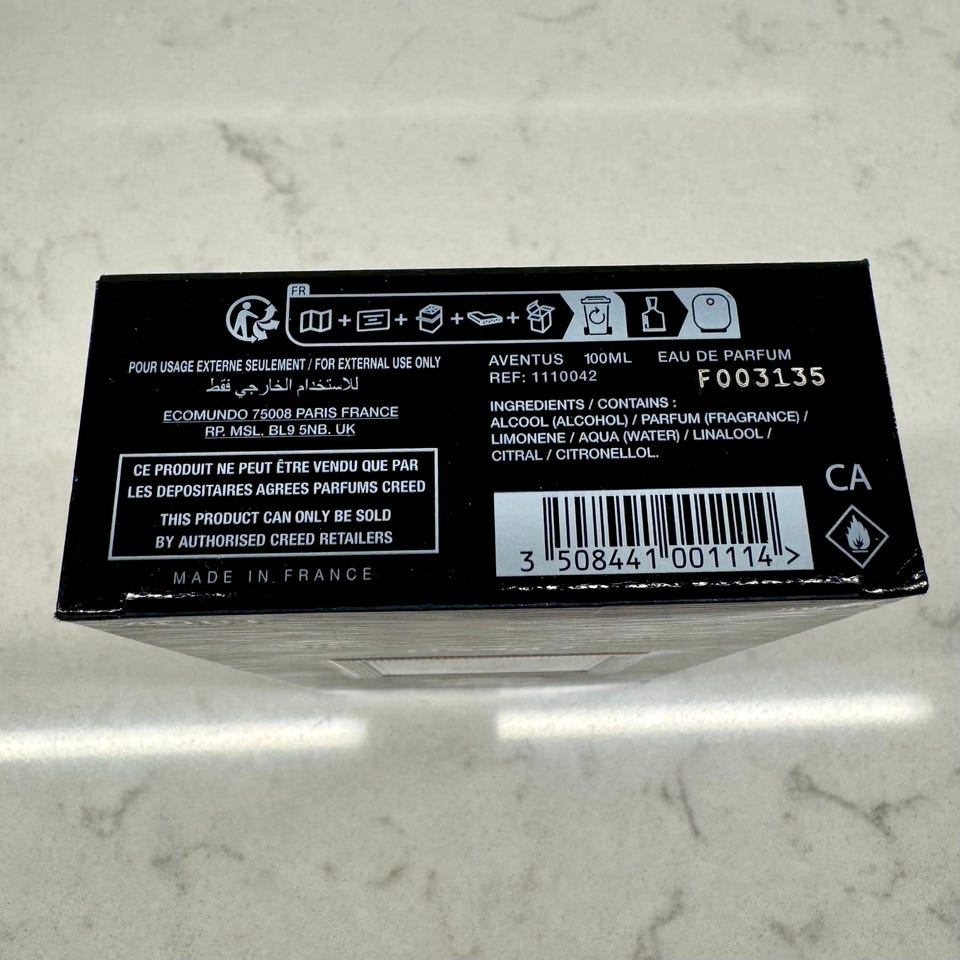 FR
POUR USAGE EXTERNE SEULEMENT / FOR EXTERNAL USE ONLY
للاستخدام الخارجي فقط
ECOMUNDO 75008 PARIS FRANCE
RP. MSL, BL9 5NB. UK
CE PRODUIT NE PEUT ÊTRE VENDU QUE PAR
LES DEPOSITAIRES AGREES PARFUMS CREED
THIS PRODUCT CAN ONLY BE SOLD
BY AUTHORISED CREED RETAILERS
MADE IN FRANCE
AVENTUS 100ML EAU DE PARFUM
REF: 1110042
F003135
INGREDIENTS / CONTAINS :
ALCOOL (ALCOHOL) / PARFUM (FRAGRANCE) /
LIMONENE / AQUA (WATER) / LINALOOL /
CITRAL / CITRONELLOL.
CA
3 508441 001114 >